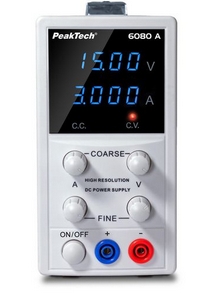 PeakTech® 6080 A
15.00 V
3.000 A
C.C. C.V.
COARSE
A HIGH RESOLUTION V
DC POWER SUPPLY
FINE
ON/OFF + -